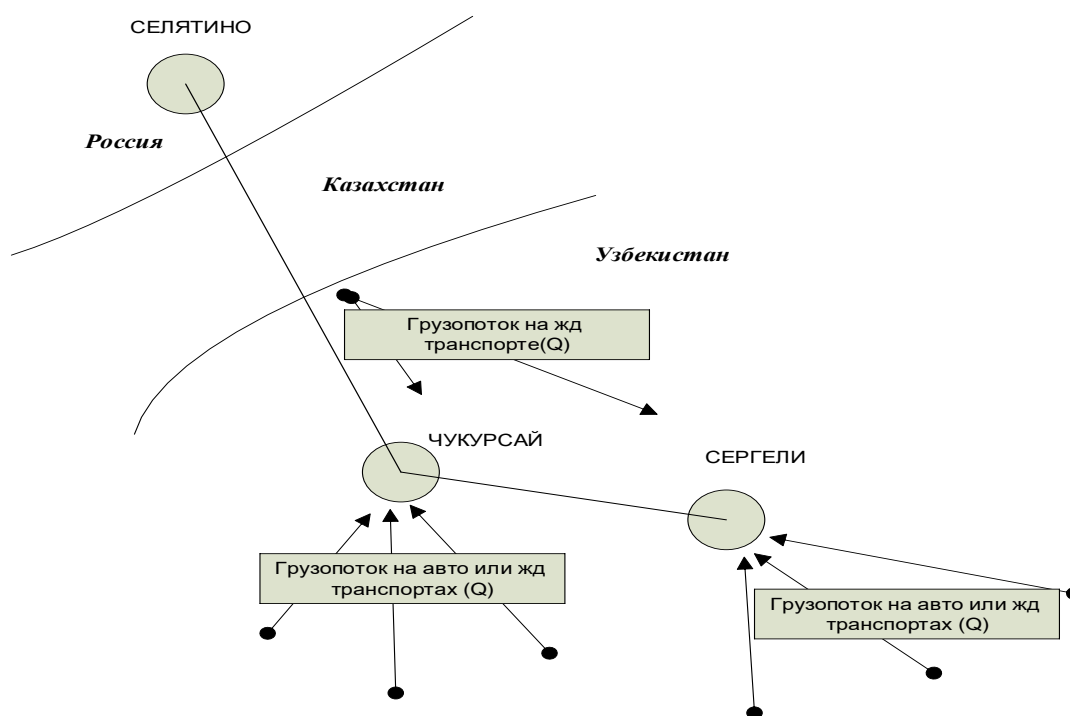 СЕЛЯТИНО
Россия
Казахстан
Узбекистан
Грузопоток на жд
транспорте(Q)
ЧУКУРСАЙ
СЕРГЕЛИ
Грузопоток на авто или жд
транспортах (Q)
Грузопоток на авто или жд
транспортах (Q)